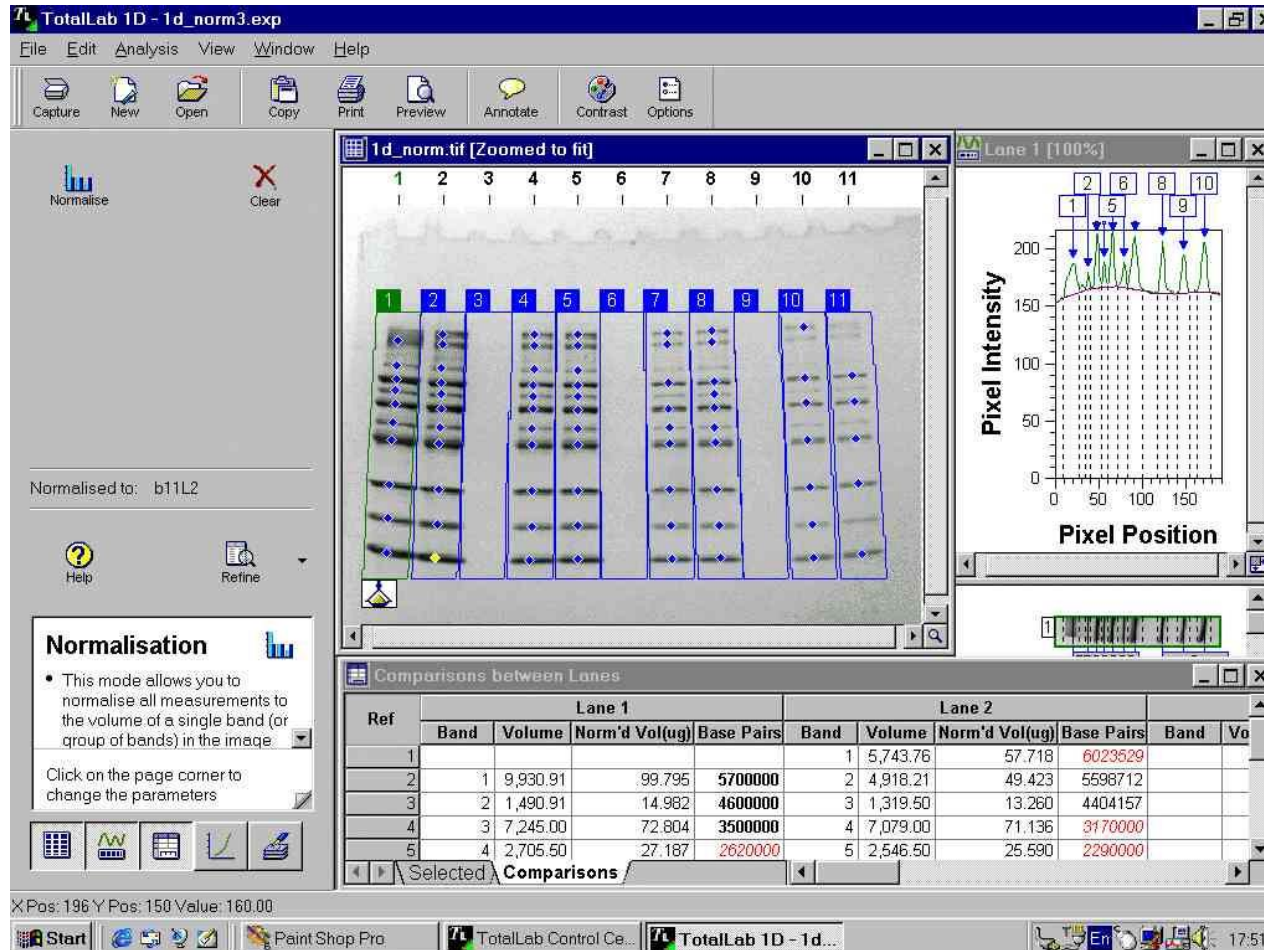 TotalLab 1D - 1d_norm3.exp
File Edit Analysis View Window Help
Capture New Open Copy Print Preview Annotate Contrast Options
Normalise Clear
Normalised to: b11L2
Help Refine
Normalisation
• This mode allows you to
normalise all measurements to
the volume of a single band (or
group of bands) in the image
Click on the page corner to
change the parameters
1d_norm.tif [Zoomed to fit]
1 2 3 4 5 6 7 8 9 10 11
1 2 3 4 5 6 7 8 9 10 11
Lane 1 [100%]
2 6 8 10
1 5 9
200
150
100
50
0
0 50 100 150
Pixel Intensity
Pixel Position
1
Comparisons between Lanes
Ref Lane 1 Lane 2
Band Volume Norm'd Vol(ug) Base Pairs Band Volume Norm'd Vol(ug) Base Pairs Band Vo
1 1 5,743.76 57.718 6023529
2 1 9,930.91 99.795 5700000 2 4,918.21 49.423 5598712
3 2 1,490.91 14.982 4600000 3 1,319.50 13.260 4404157
4 3 7,245.00 72.804 3500000 4 7,079.00 71.136 3170000
5 4 2,705.50 27.187 2620000 5 2,546.50 25.590 2290000
Selected Comparisons
X Pos: 196 Y Pos: 150 Value: 160.00
Start Paint Shop Pro TotalLab Control Ce... TotalLab 1D - 1d... En 17:51